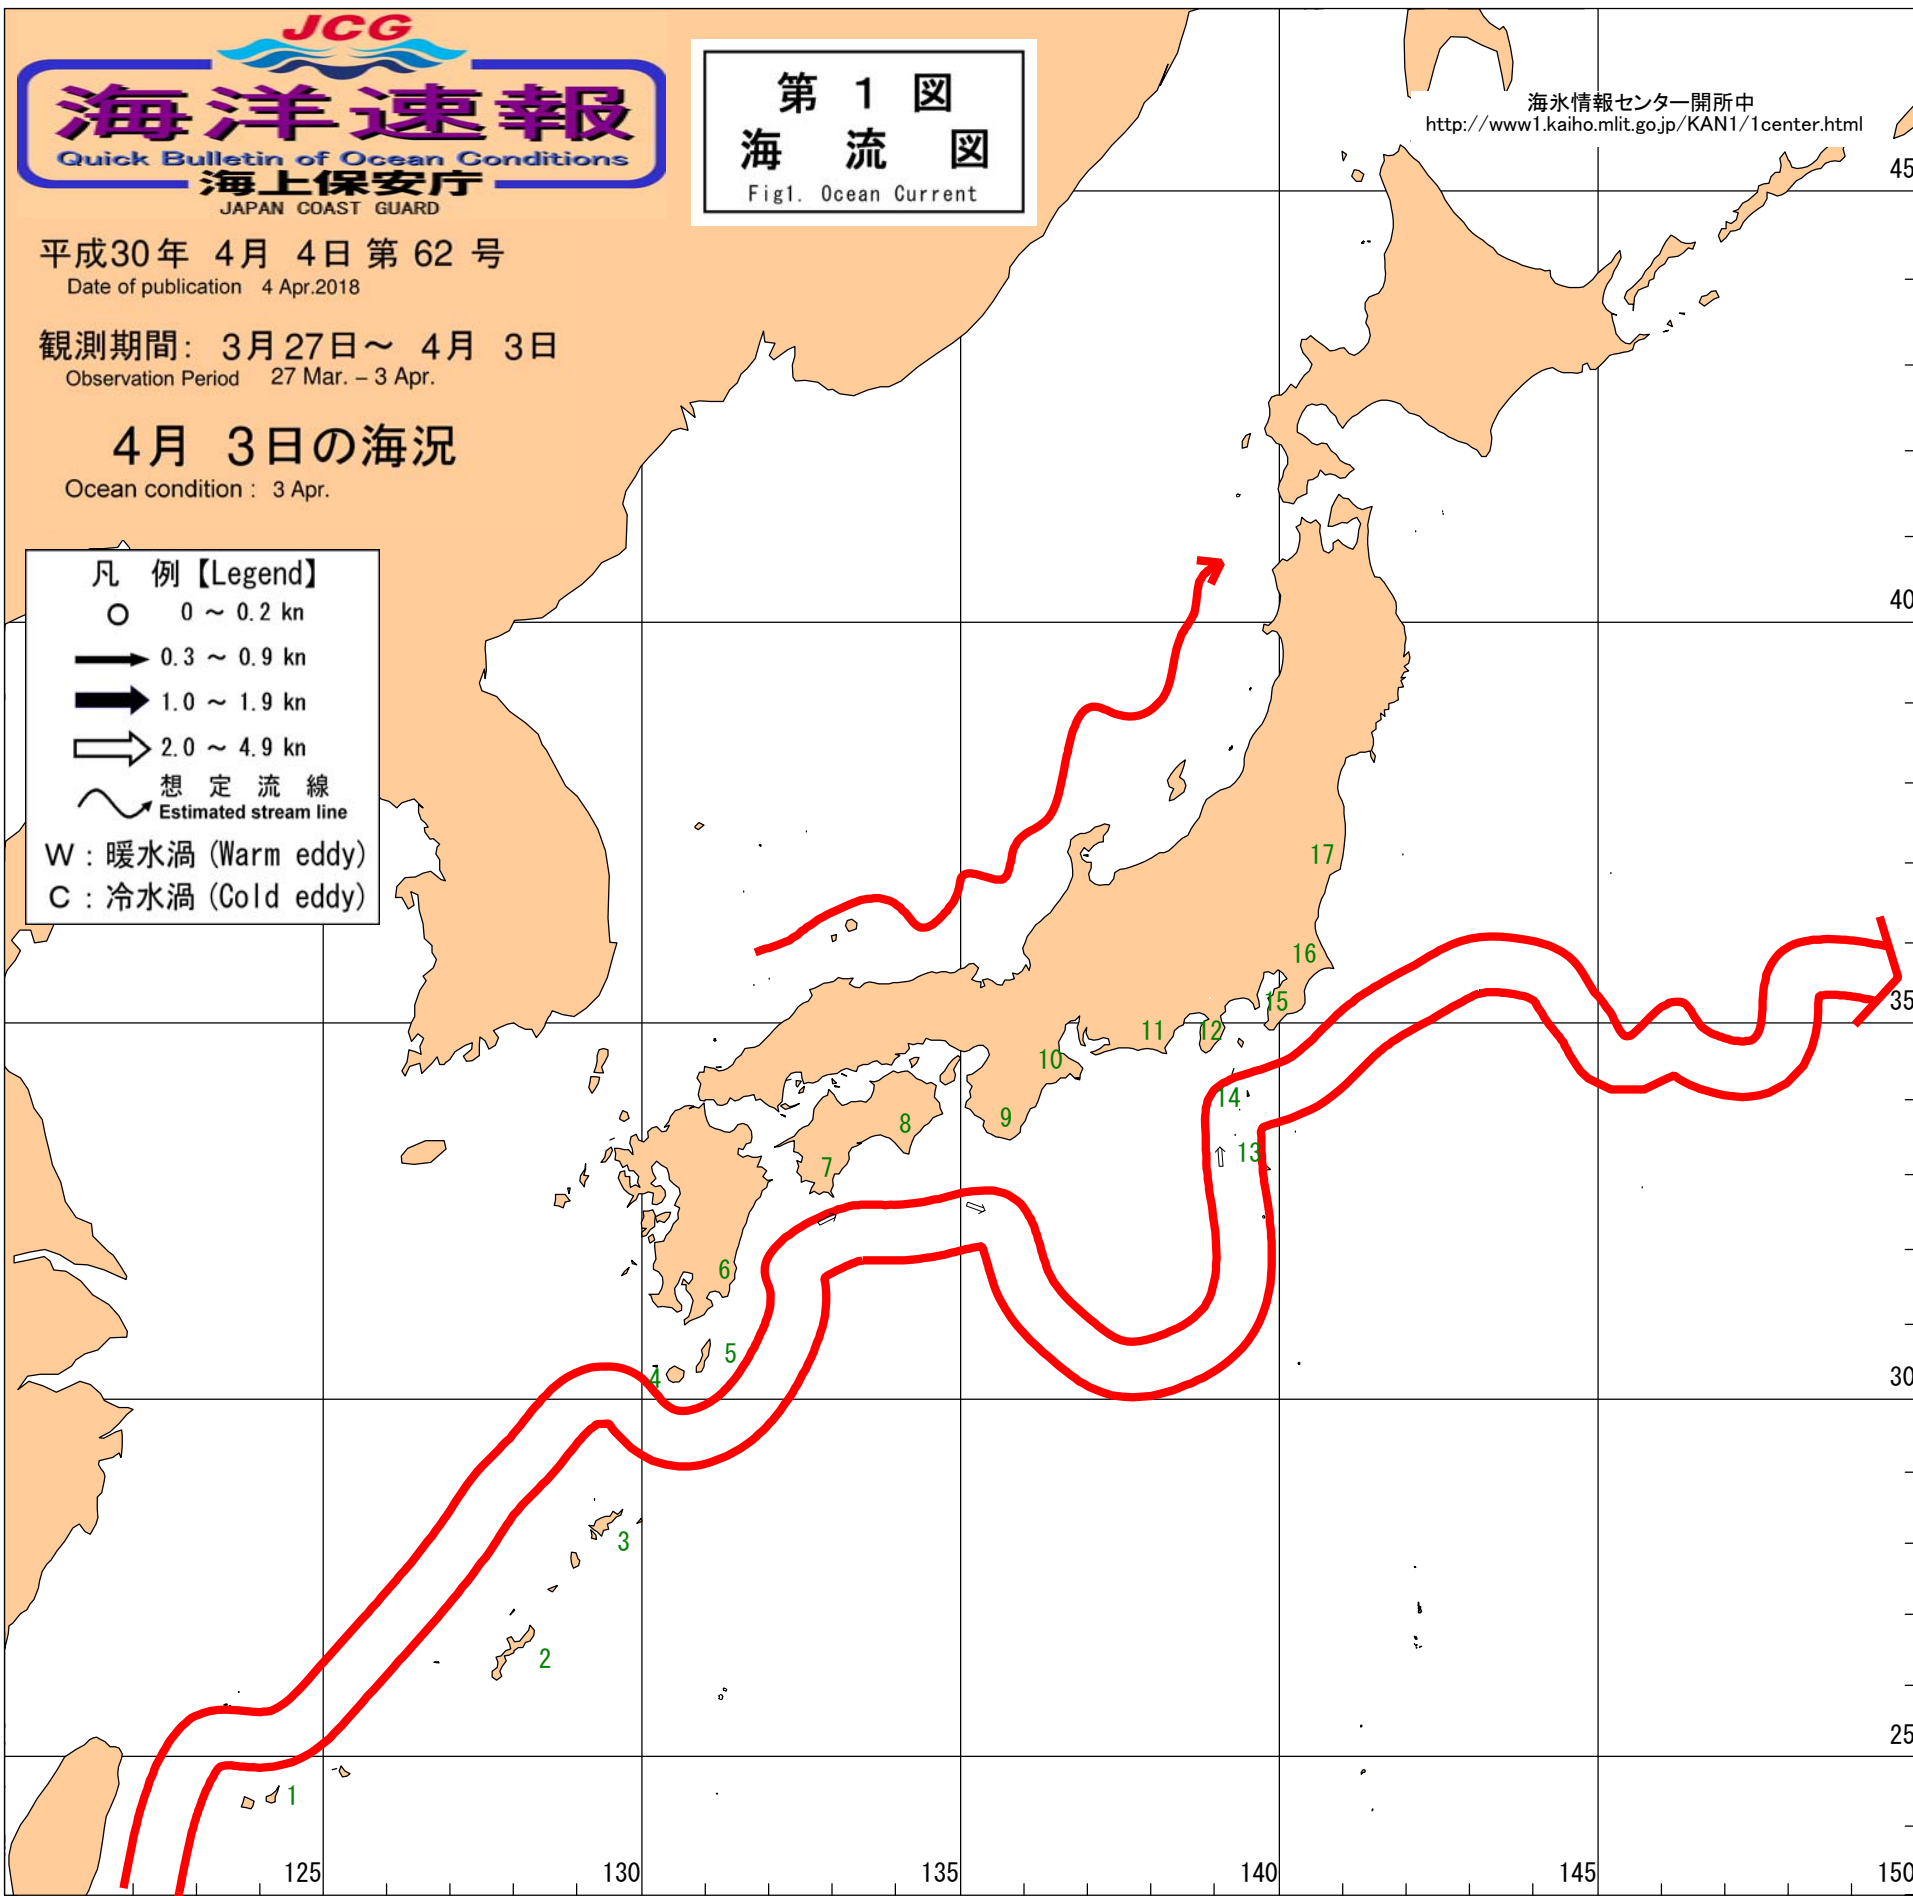 JCG
海洋速報
Quick Bulletin of Ocean Conditions
海上保安庁
JAPAN COAST GUARD
第 1 図
海 流 図
Fig1. Ocean Current
海氷情報センター開所中
http://www1.kaiho.mlit.go.jp/KAN1/1center.html
平成30年 4月 4日 第 62 号
Date of publication 4 Apr.2018
観測期間: 3月27日～ 4月 3日
Observation Period 27 Mar. – 3 Apr.
4月 3日の海況
Ocean condition : 3 Apr.
凡 例【Legend】
0 ～ 0.2 kn
0.3 ～ 0.9 kn
1.0 ～ 1.9 kn
2.0 ～ 4.9 kn
想 定 流 線
Estimated stream line
W : 暖水渦 (Warm eddy)
C : 冷水渦 (Cold eddy)
45
40
17
16
15
35
12
11
10
14
9
8
13
7
6
5
4
30
3
2
25
1
125
130
135
140
145
150